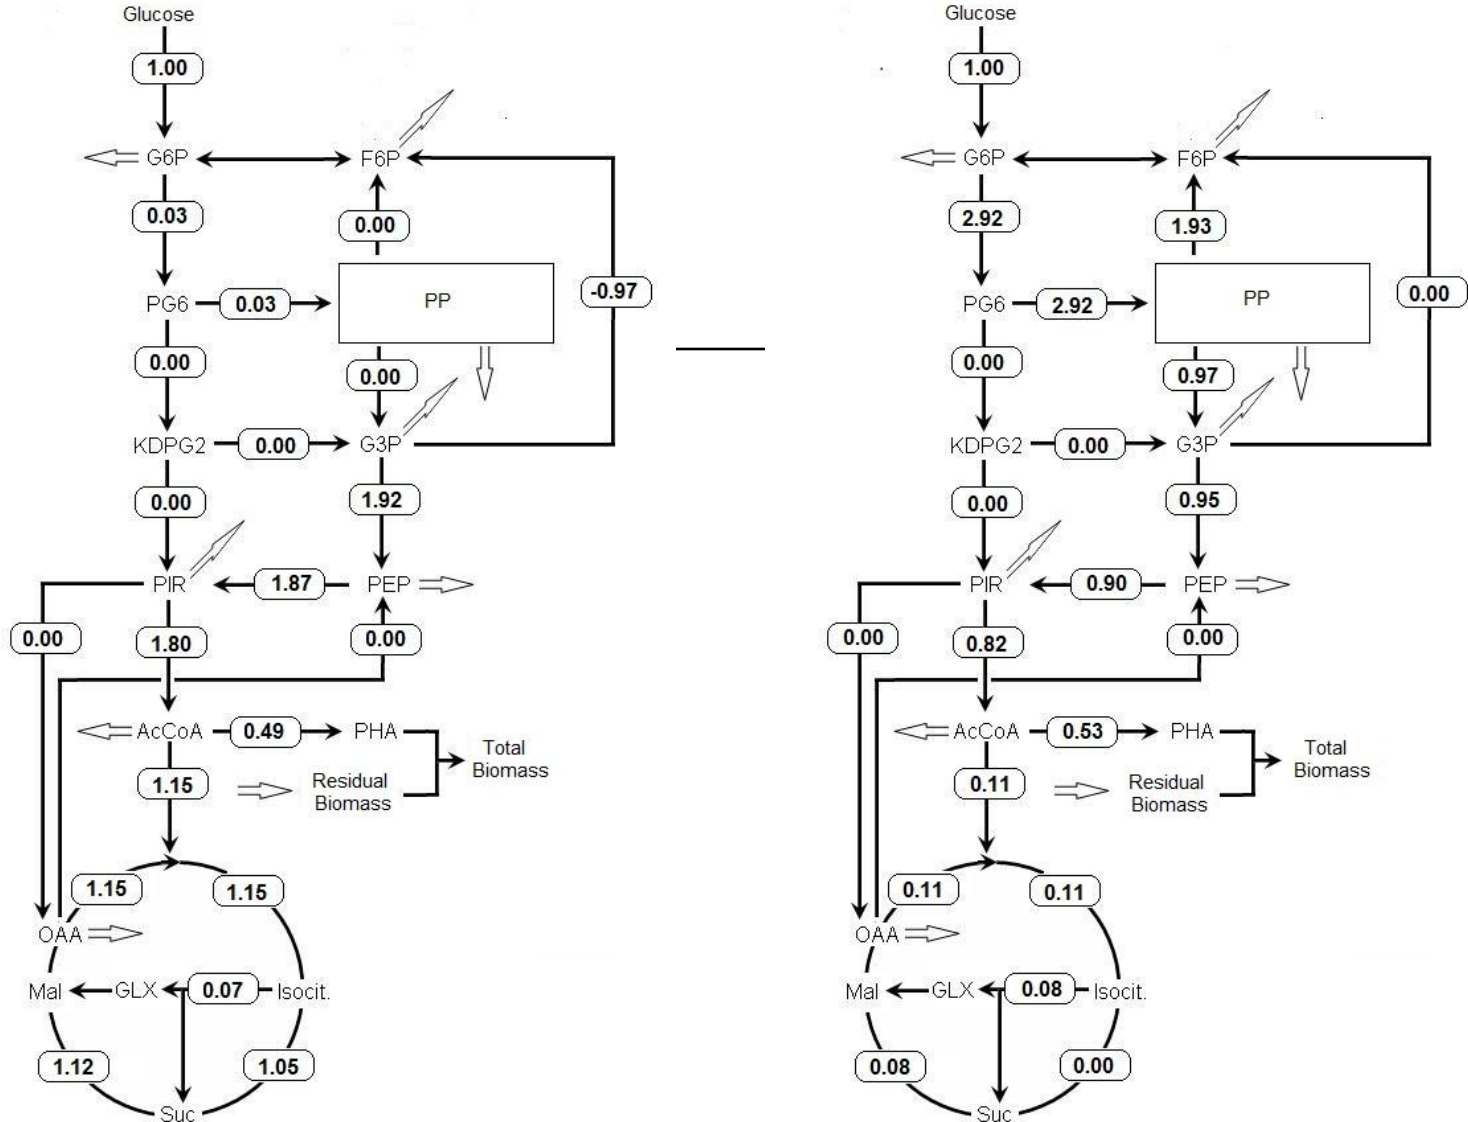 Glucose
1.00
G6P
F6P
0.03
0.00
-0.97
PG6
0.03
PP
0.00
0.00
KDPG2
0.00
G3P
0.00
1.92
PIR
1.87
PEP
0.00
1.80
0.00
AcCoA
0.49
PHA
Total
Biomass
1.15
Residual
Biomass
1.15
1.15
OAA
Mal
GLX
0.07
Isocit.
1.12
1.05
Suc
Glucose
1.00
G6P
F6P
2.92
1.93
0.00
PG6
2.92
PP
0.00
0.97
KDPG2
0.00
G3P
0.00
0.95
PIR
0.90
PEP
0.00
0.82
0.00
AcCoA
0.53
PHA
Total
Biomass
0.11
Residual
Biomass
0.11
0.11
OAA
Mal
GLX
0.08
Isocit.
0.08
0.00
Suc